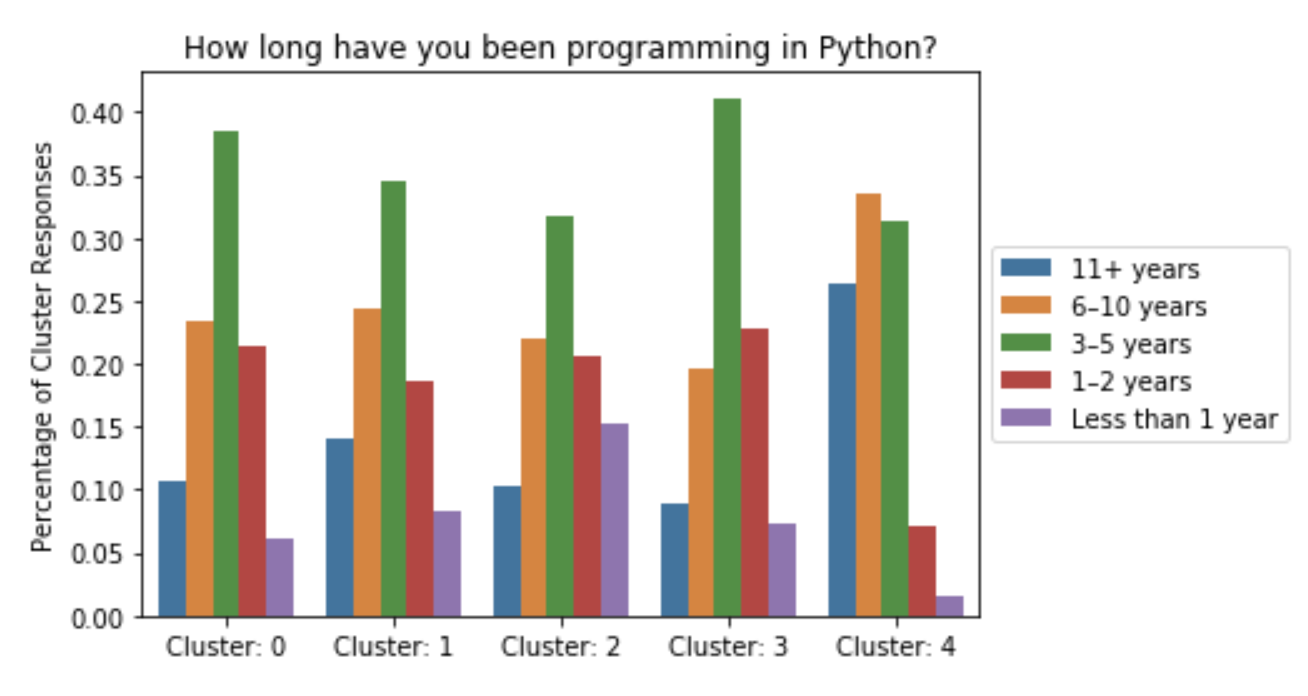 How long have you been programming in Python?
Percentage of Cluster Responses
0.40
0.35
0.30
0.25
0.20
0.15
0.10
0.05
0.00
Cluster: 0
Cluster: 1
Cluster: 2
Cluster: 3
Cluster: 4
11+ years
6–10 years
3–5 years
1–2 years
Less than 1 year